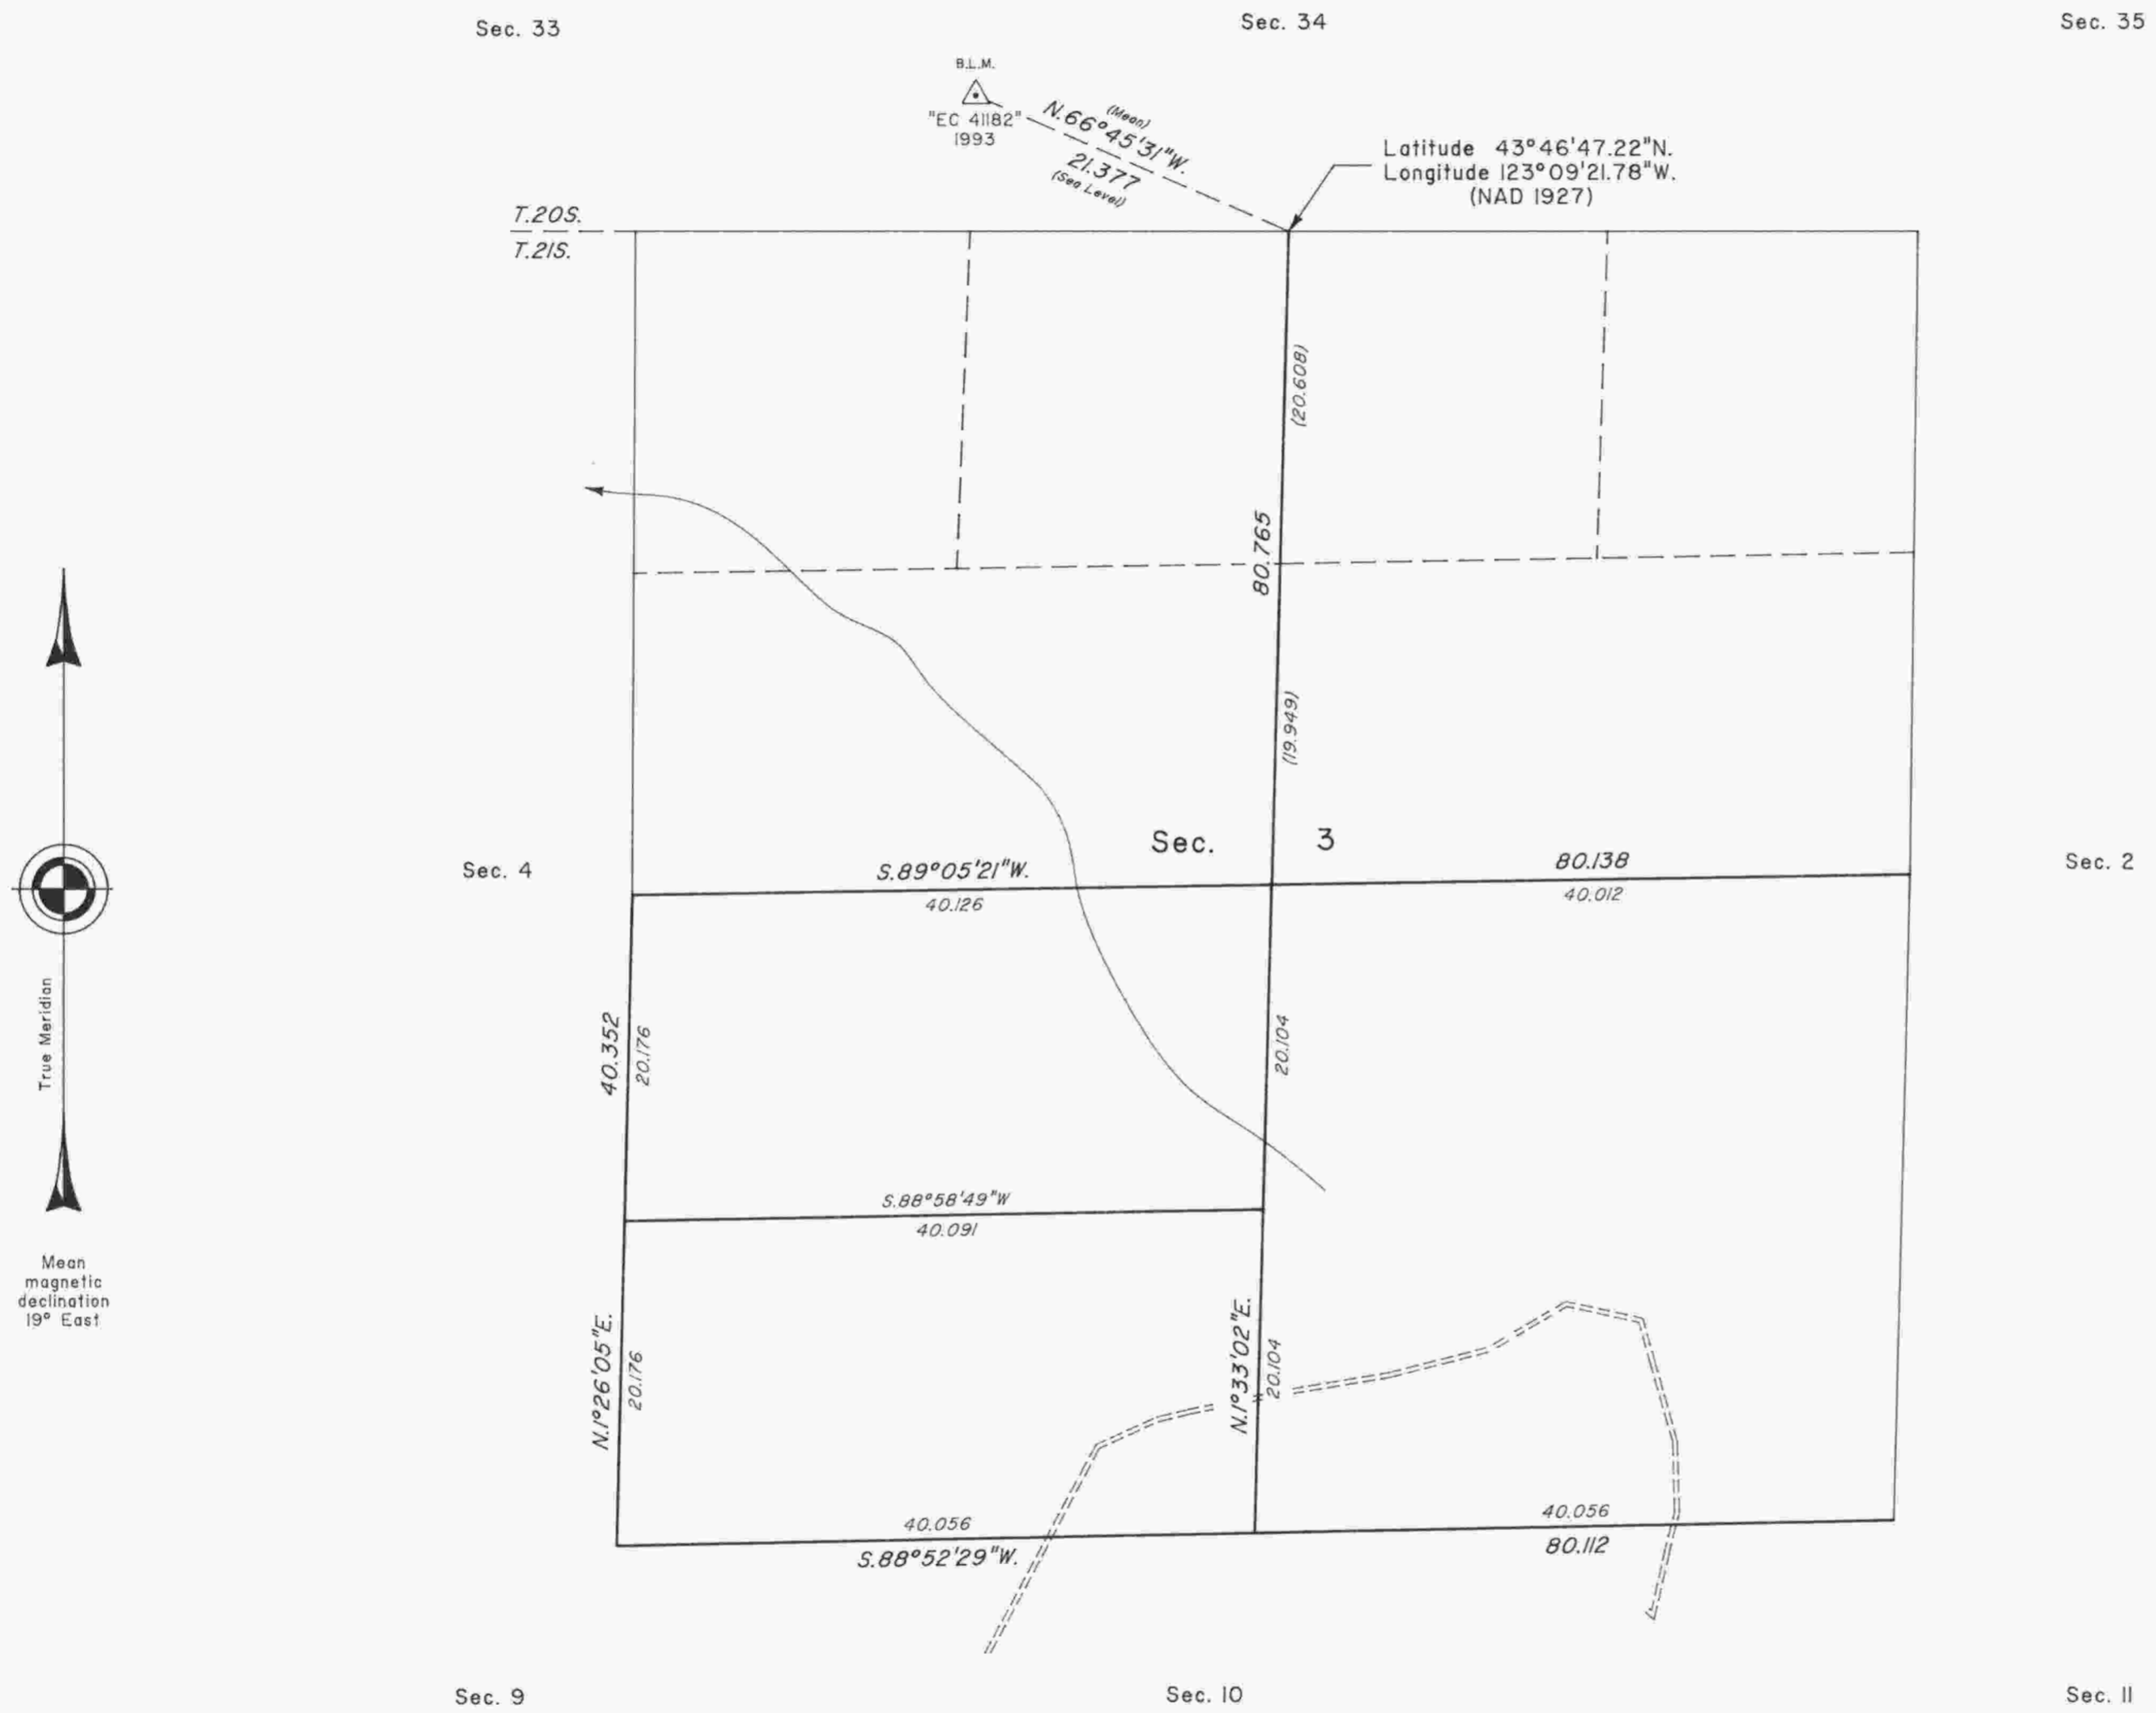 Sec. 33
Sec. 34
Sec. 35
B.L.M.
"EC 41182"
1993
(Mean)
N.66°45'31"W.
21.377
(Sea Level)
Latitude 43°46'47.22"N.
Longitude 123°09'21.78"W.
(NAD 1927)
T.20S.
T.21S.
(20.608)
80.765
(19.949)
Sec. 3
Sec. 4
S.89°05'21"W.
40.126
80.138
40.012
Sec. 2
True Meridian
40.352
20.176
20.104
S.88°58'49"W
40.091
Mean
magnetic
declination
19° East
N.1°26'05"E.
20.176
N.1°33'02"E.
20.104
40.056
S.88°52'29"W.
40.056
80.112
Sec. 9
Sec. 10
Sec. 11